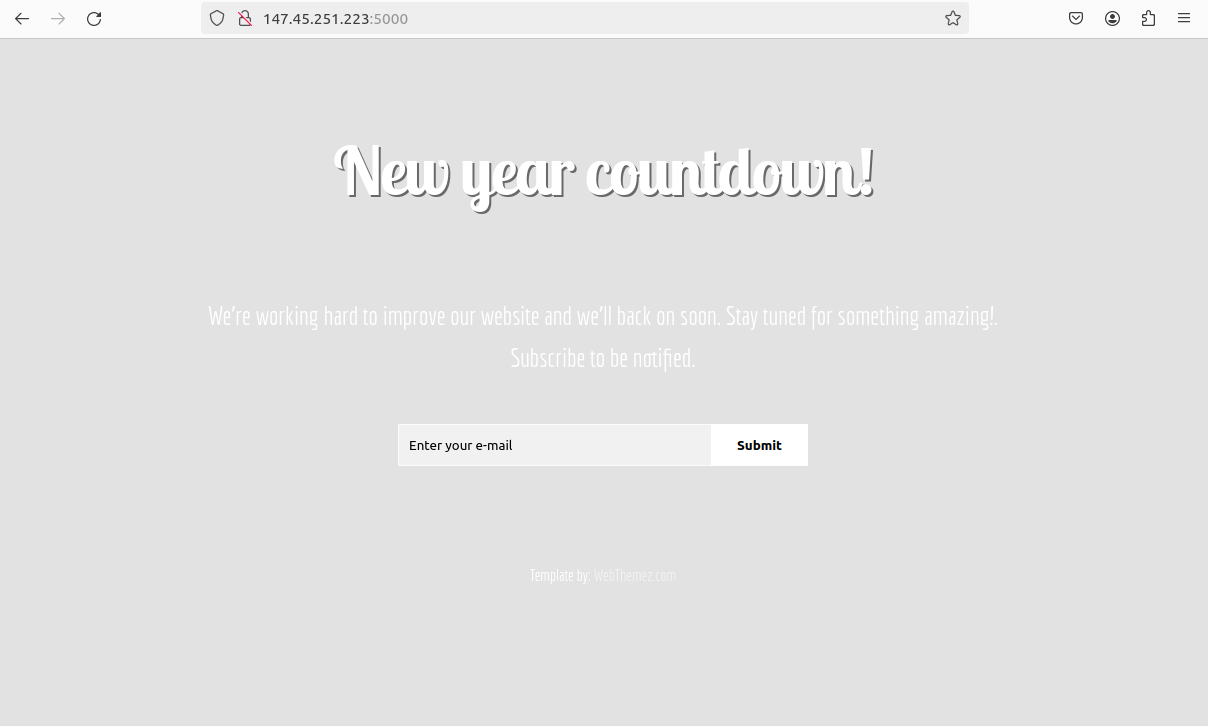 147.45.251.223:5000
New year countdown!
We're working hard to improve our website and we'll back on soon. Stay tuned for something amazing!.
Subscribe to be notified.
Enter your e-mail Submit
Template by: WebThemez.com